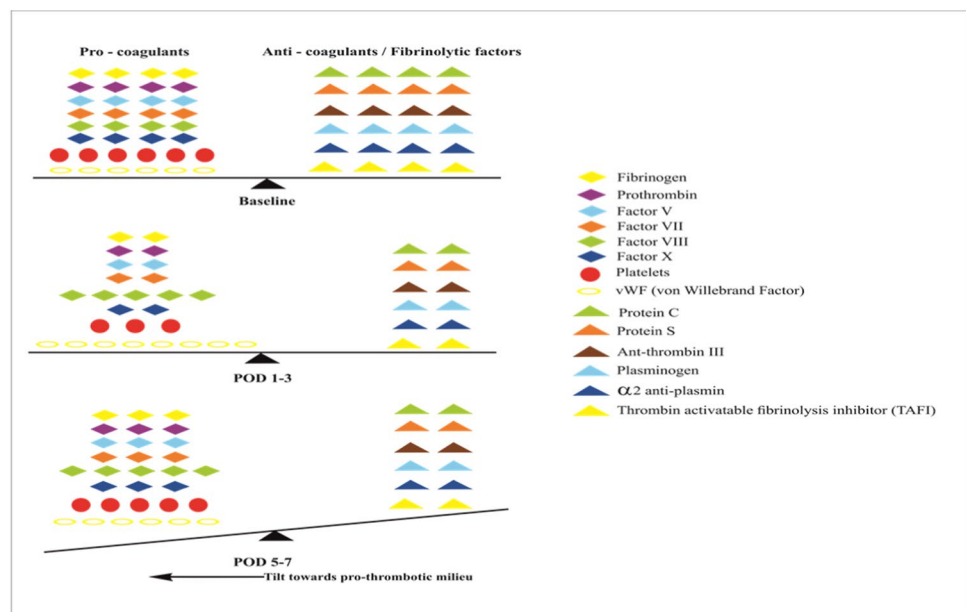 Pro - coagulants
Anti - coagulants / Fibrinolytic factors
Baseline
POD 1-3
POD 5-7
Tilt towards pro-thrombotic milieu
Fibrinogen
Prothrombin
Factor V
Factor VII
Factor VIII
Factor X
Platelets
vWF (von Willebrand Factor)
Protein C
Protein S
Ant-thrombin III
Plasminogen
α2 anti-plasmin
Thrombin activatable fibrinolysis inhibitor (TAFI)